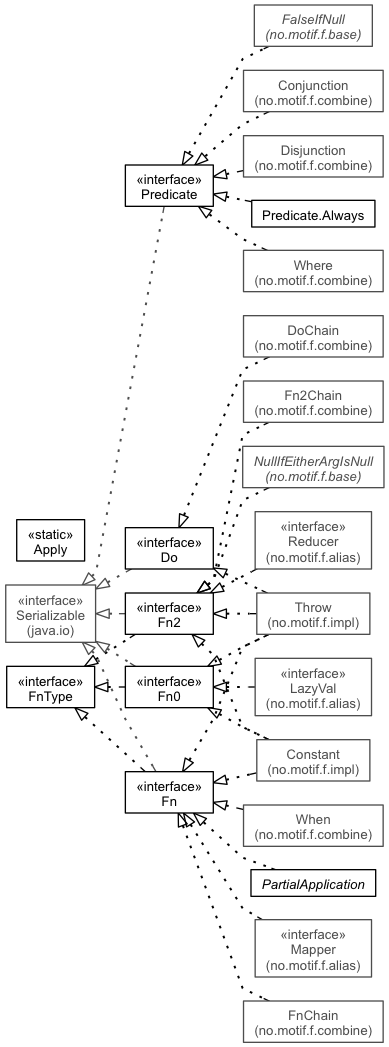 FalseIfNull
(no.motif.f.base)
Conjunction
(no.motif.f.combine)
Disjunction
(no.motif.f.combine)
«interface»
Predicate
Predicate.Always
Where
(no.motif.f.combine)
DoChain
(no.motif.f.combine)
Fn2Chain
(no.motif.f.combine)
NullIfEitherArgIsNull
(no.motif.f.base)
«static»
Apply
«interface»
Do
«interface»
Reducer
(no.motif.f.alias)
«interface»
Serializable
(java.io)
«interface»
Fn2
Throw
(no.motif.f.impl)
«interface»
FnType
«interface»
Fn0
«interface»
LazyVal
(no.motif.f.alias)
Constant
(no.motif.f.impl)
«interface»
Fn
When
(no.motif.f.combine)
PartialApplication
«interface»
Mapper
(no.motif.f.alias)
FnChain
(no.motif.f.combine)